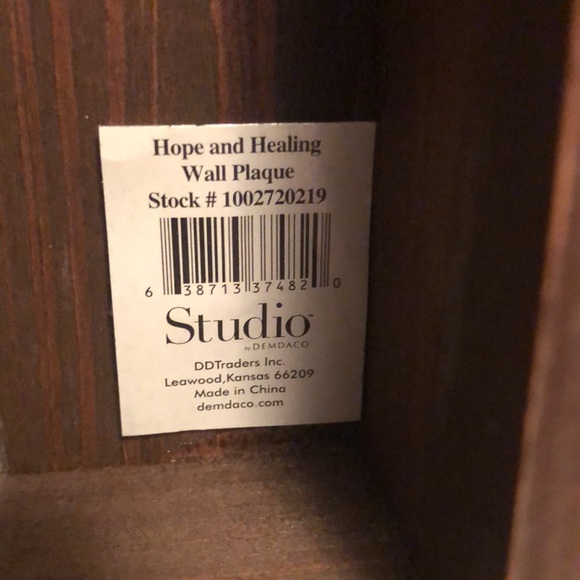 Hope and Healing
Wall Plaque
Stock # 1002720219
6 38713 37482 0
Studio™
by DEMDACO
DDTraders Inc.
Leawood,Kansas 66209
Made in China
demdaco.com